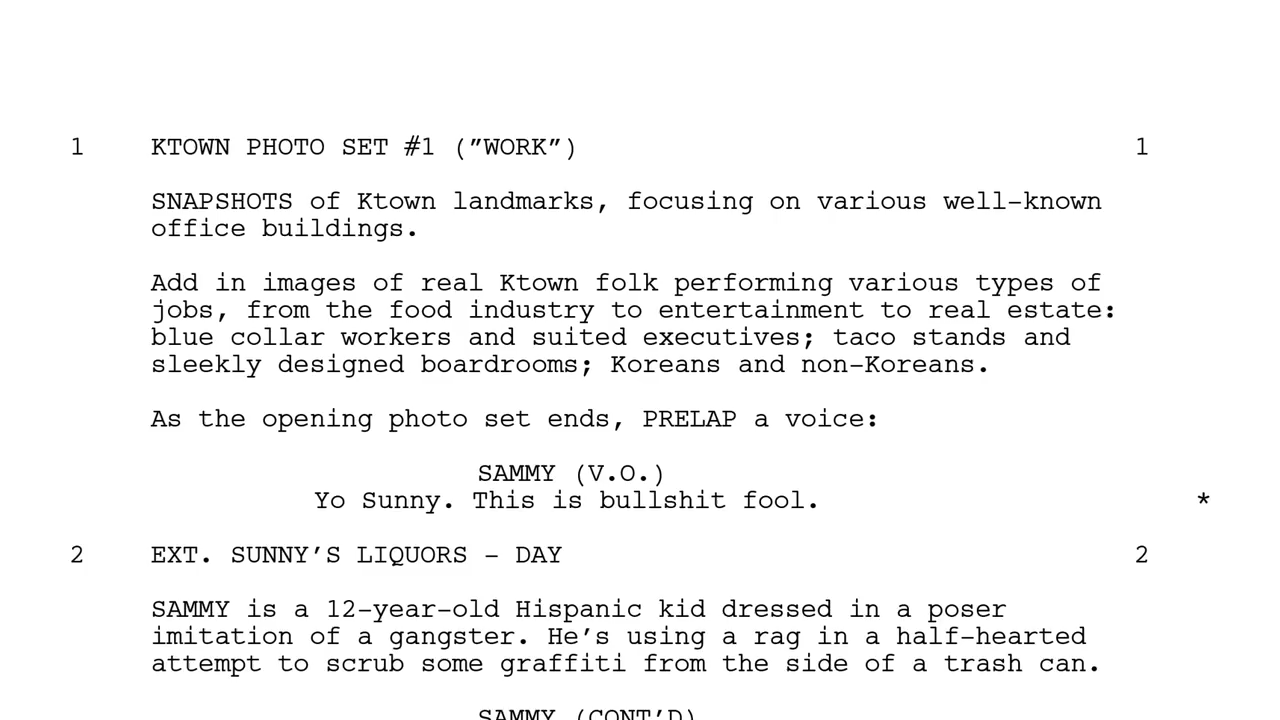 1 KTOWN PHOTO SET #1 (”WORK”) 1
SNAPSHOTS of Ktown landmarks, focusing on various well-known
office buildings.
Add in images of real Ktown folk performing various types of
jobs, from the food industry to entertainment to real estate:
blue collar workers and suited executives; taco stands and
sleekly designed boardrooms; Koreans and non-Koreans.
As the opening photo set ends, PRELAP a voice:
SAMMY (V.O.)
Yo Sunny. This is bullshit fool. *
2 EXT. SUNNY’S LIQUORS - DAY 2
SAMMY is a 12-year-old Hispanic kid dressed in a poser
imitation of a gangster. He’s using a rag in a half-hearted
attempt to scrub some graffiti from the side of a trash can.
SAMMY (CONT’D)